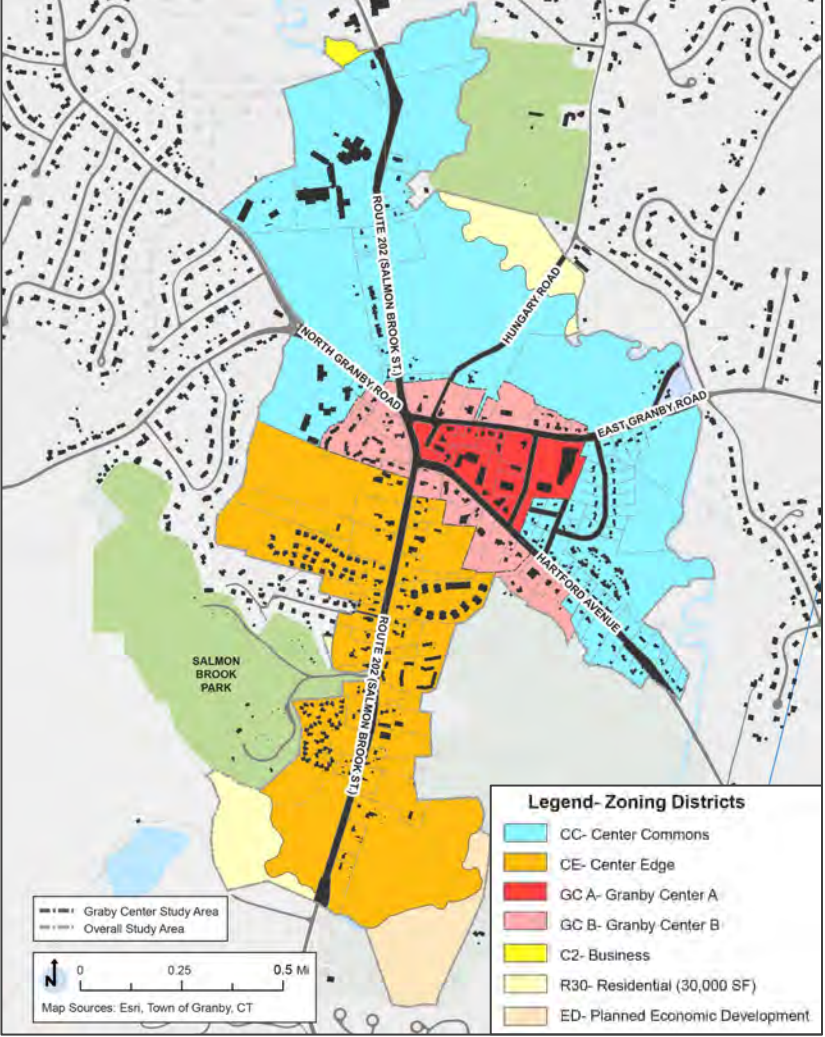 ROUTE 202 (SALMON BROOK ST.)
HUNGARY ROAD
NORTH GRANBY ROAD
EAST GRANBY ROAD
HARTFORD AVENUE
ROUTE 202 (SALMON BROOK ST.)
SALMON
BROOK
PARK
Legend- Zoning Districts
CC- Center Commons
CE- Center Edge
GC A- Granby Center A
GC B- Granby Center B
C2- Business
R30- Residential (30,000 SF)
ED- Planned Economic Development
Graby Center Study Area
Overall Study Area
N
0 0.25 0.5 Mi
Map Sources: Esri, Town of Granby, CT